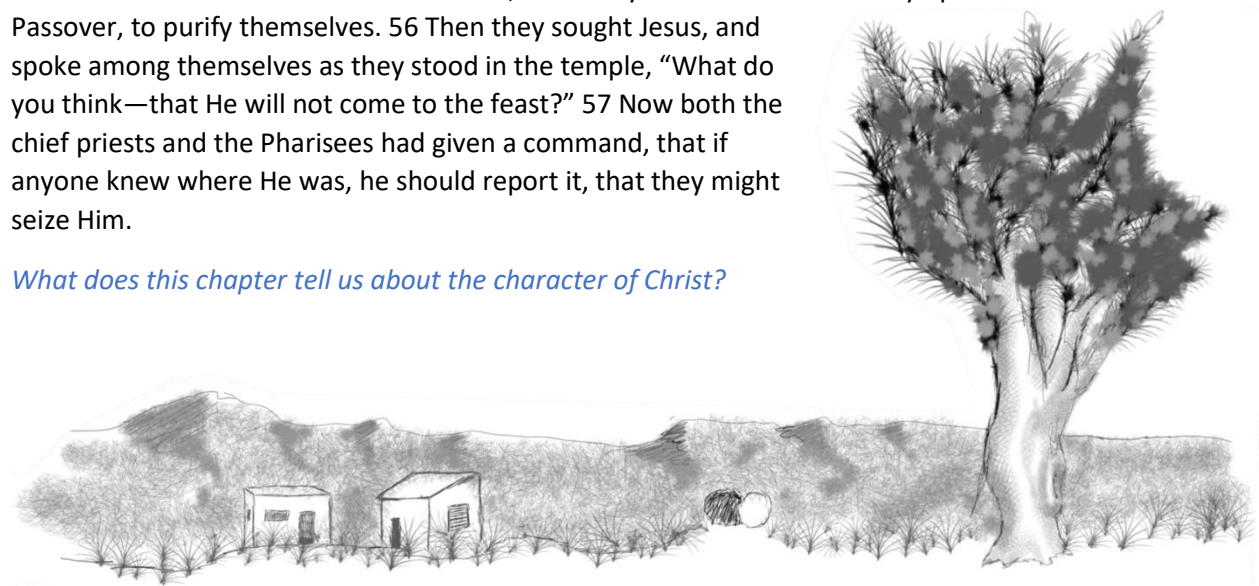 Passover, to purify themselves. 56 Then they sought Jesus, and
spoke among themselves as they stood in the temple, “What do
you think—that He will not come to the feast?” 57 Now both the
chief priests and the Pharisees had given a command, that if
anyone knew where He was, he should report it, that they might
seize Him.
What does this chapter tell us about the character of Christ?